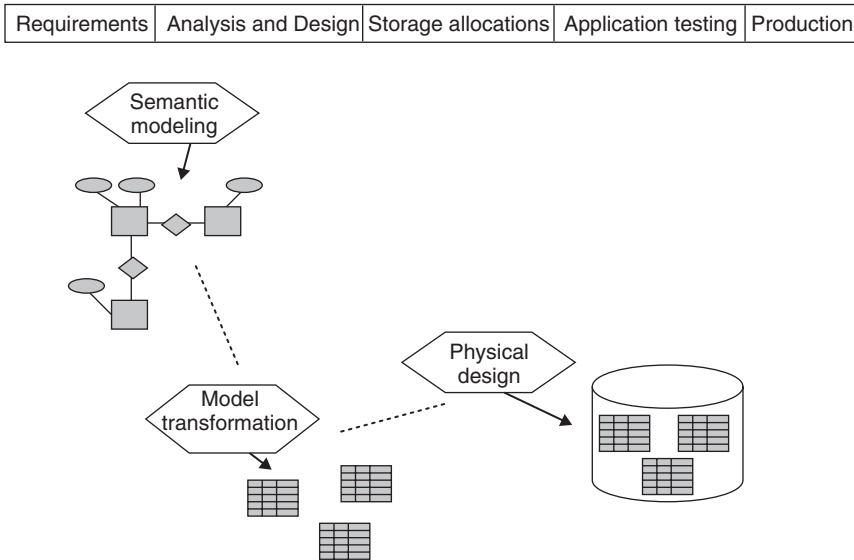 Requirements Analysis and Design Storage allocations Application testing Production
Semantic
modeling
Physical
design
Model
transformation